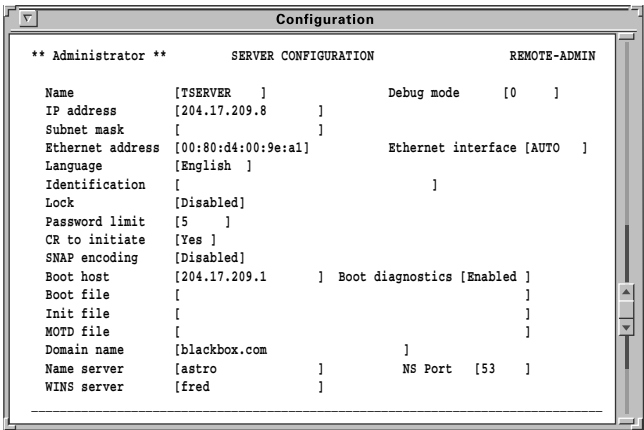 Configuration
** Administrator ** SERVER CONFIGURATION REMOTE-ADMIN
Name [TSERVER ] Debug mode [0 ]
IP address [204.17.209.8 ]
Subnet mask [ ]
Ethernet address [00:80:d4:00:9e:a1] Ethernet interface [AUTO ]
Language [English ]
Identification [ ]
Lock [Disabled]
Password limit [5 ]
CR to initiate [Yes ]
SNAP encoding [Disabled]
Boot host [204.17.209.1 ] Boot diagnostics [Enabled ]
Boot file [ ]
Init file [ ]
MOTD file [ ]
Domain name [blackbox.com ]
Name server [astro ] NS Port [53 ]
WINS server [fred ]